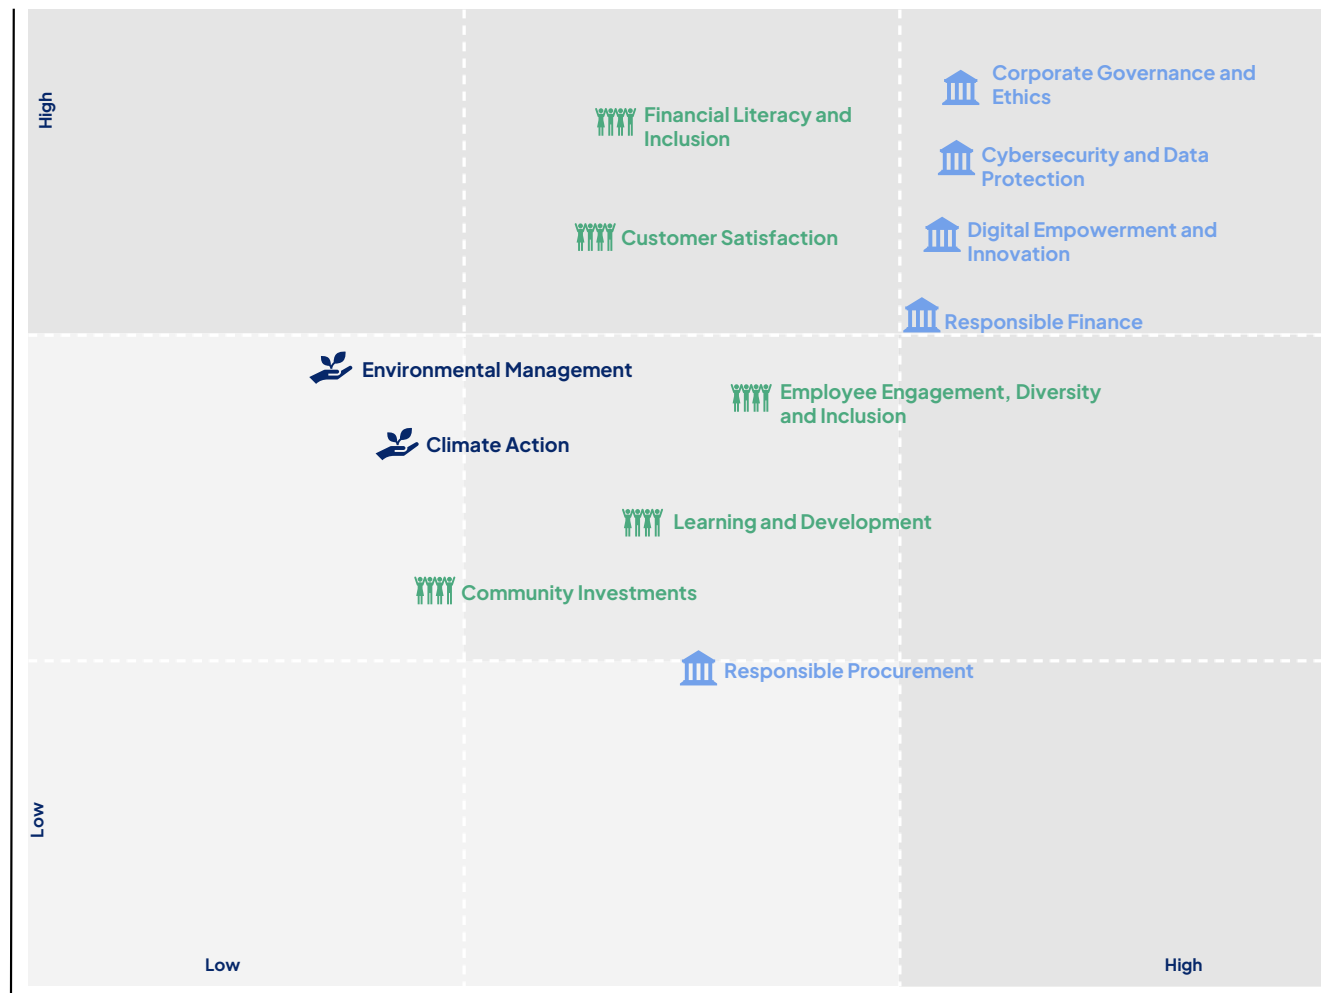 High
Corporate Governance and
Ethics
Financial Literacy and
Inclusion
Cybersecurity and Data
Protection
Customer Satisfaction
Digital Empowerment and
Innovation
Responsible Finance
Environmental Management
Employee Engagement, Diversity
and Inclusion
Climate Action
Learning and Development
Community Investments
Responsible Procurement
Low
Low
High